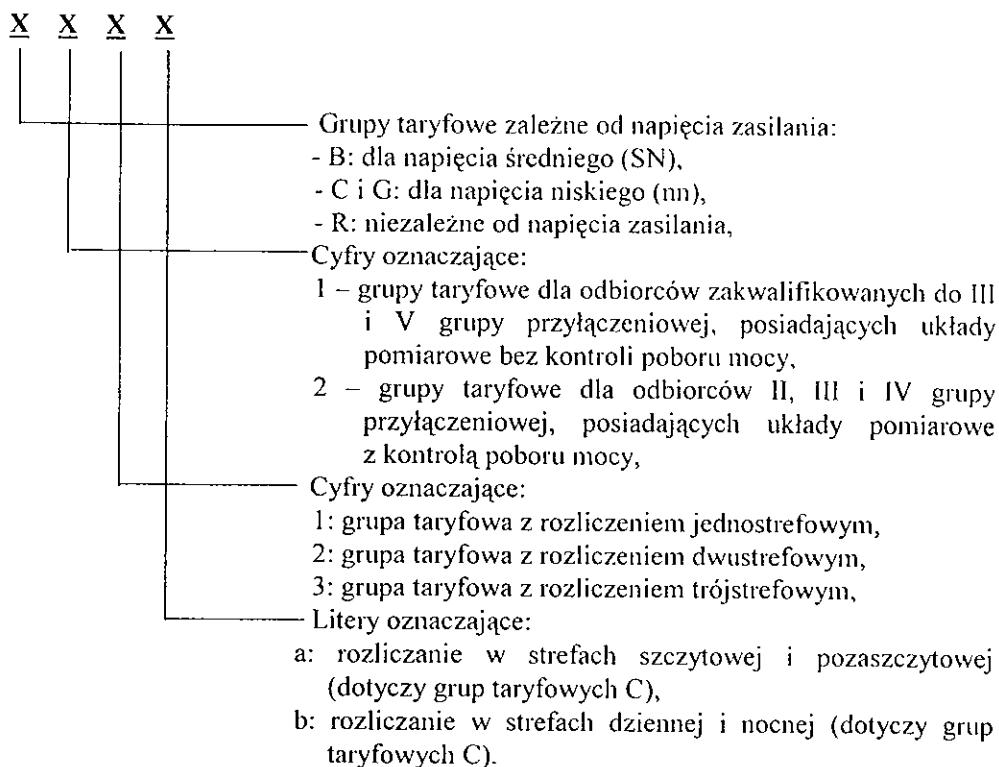 X X X X
Grupy taryfowe zależne od napięcia zasilania:
- B: dla napięcia średniego (SN),
- C i G: dla napięcia niskiego (nn),
- R: niezależne od napięcia zasilania,
Cyfry oznaczające:
1 – grupy taryfowe dla odbiorców zakwalifikowanych do III
i V grupy przyłączeniowej, posiadających układy
pomiarowe bez kontroli poboru mocy,
2 – grupy taryfowe dla odbiorców II, III i IV grupy
przyłączeniowej, posiadających układy pomiarowe
z kontrolą poboru mocy,
Cyfry oznaczające:
1: grupa taryfowa z rozliczeniem jednostrefowym,
2: grupa taryfowa z rozliczeniem dwustrefowym,
3: grupa taryfowa z rozliczeniem trójstrefowym,
Litery oznaczające:
a: rozliczanie w strefach szczytowej i pozaszczytowej
(dotyczy grup taryfowych C),
b: rozliczanie w strefach dziennej i nocnej (dotyczy grup
taryfowych C).